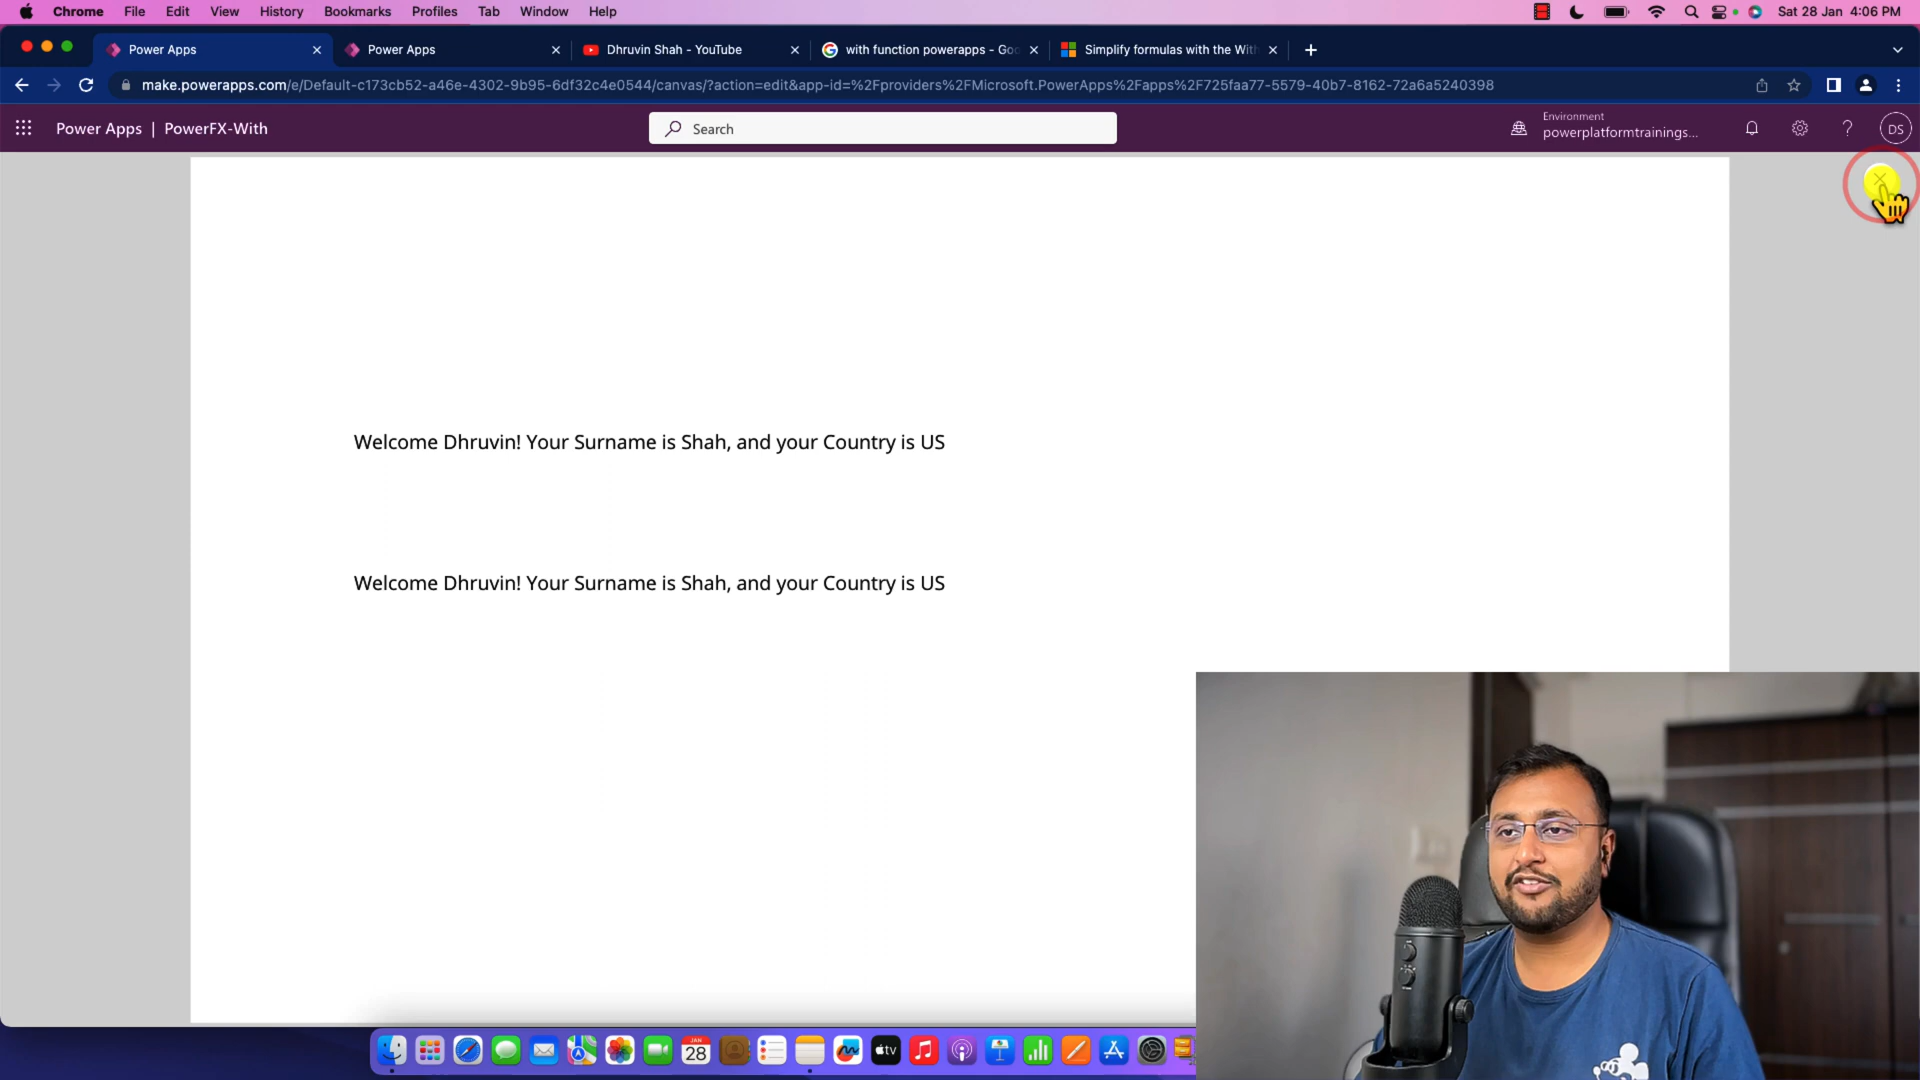 Chrome File Edit View History Bookmarks Profiles Tab Window Help Sat 28 Jan 4:06 PM
Power Apps Power Apps Dhruvin Shah - YouTube with function powerapps - Goo Simplify formulas with the With
make.powerapps.com/e/Default-c173cb52-a46e-4302-9b95-6df32c4e0544/canvas/?action=edit&app-id=%2Fproviders%2FMicrosoft.PowerApps%2Fapps%2F725faa77-5579-40b7-8162-72a6a5240398
Power Apps | PowerFX-With Search Environment
powerplatformtrainings... DS
Welcome Dhruvin! Your Surname is Shah, and your Country is US
Welcome Dhruvin! Your Surname is Shah, and your Country is US
JAN
28
tv